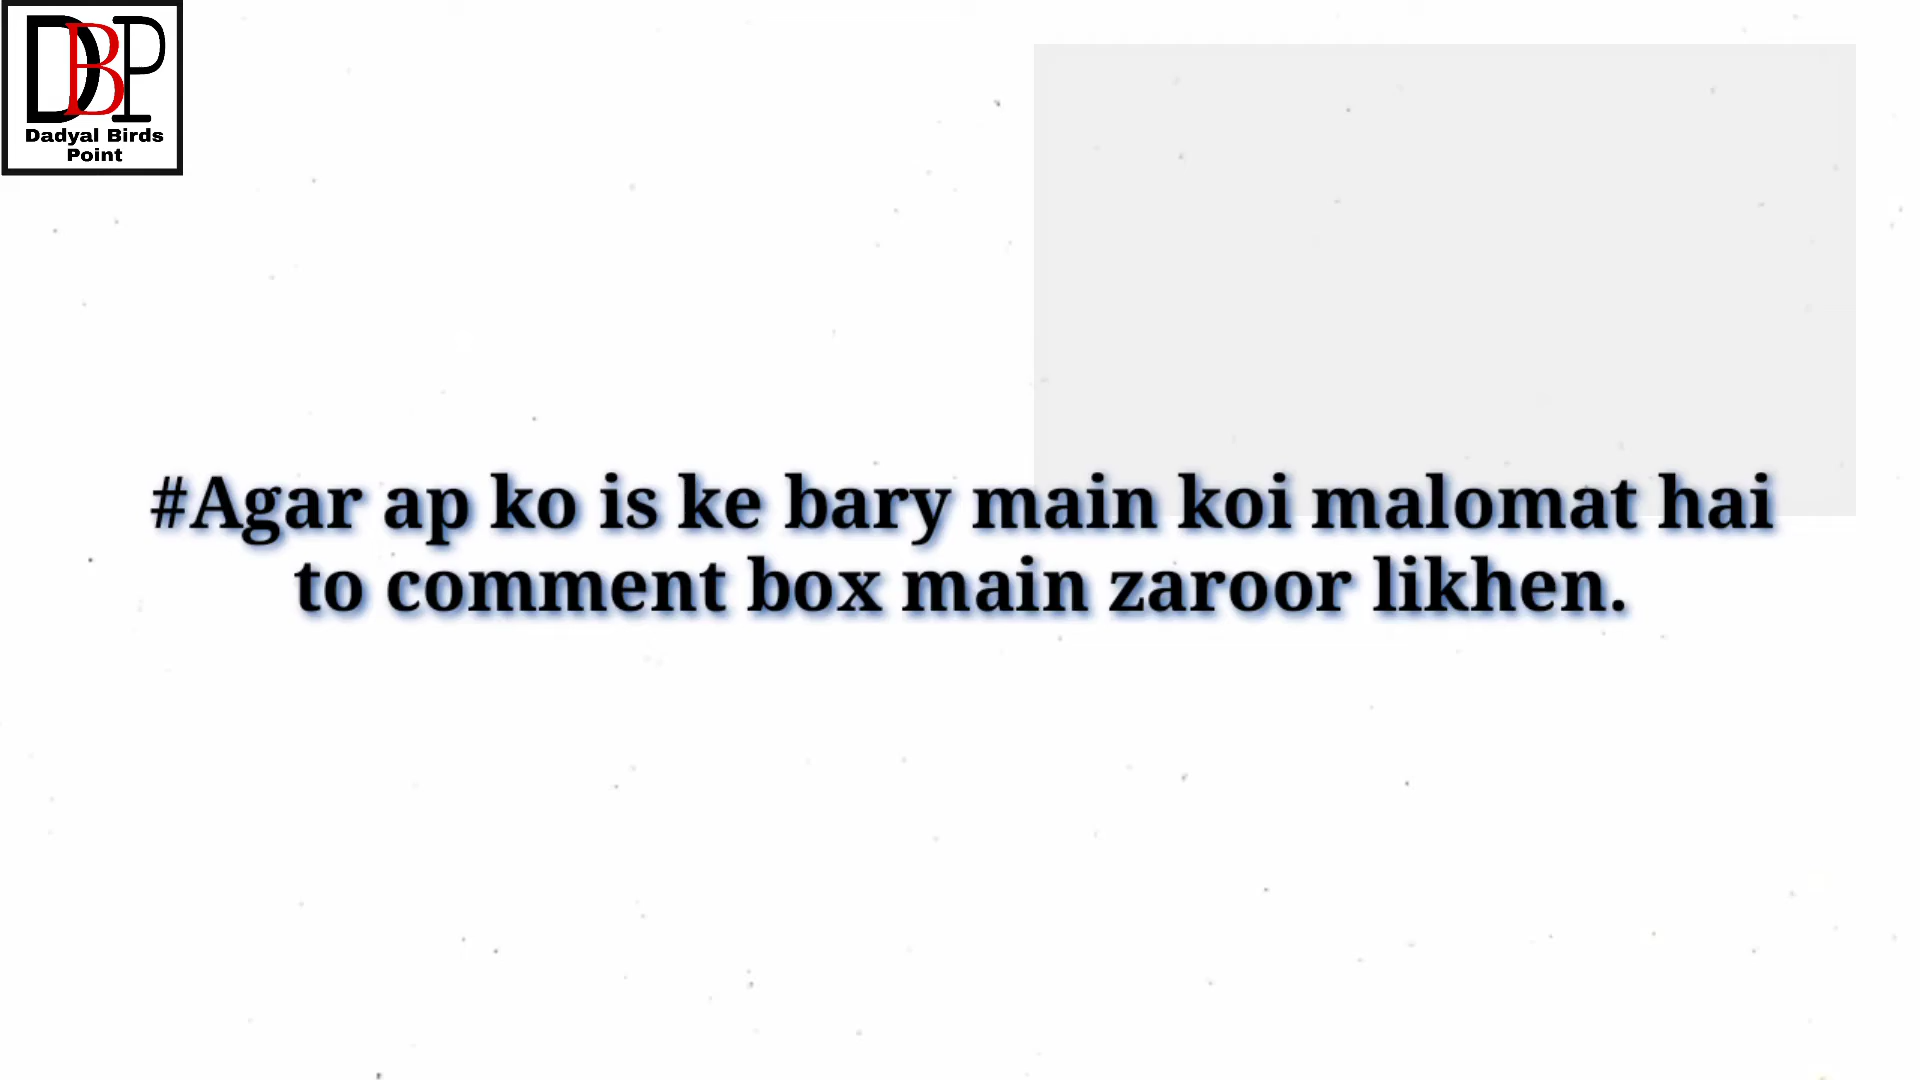 DBP
Dadyal Birds
Point
#Agar ap ko is ke bary main koi malomat hai
to comment box main zaroor likhen.